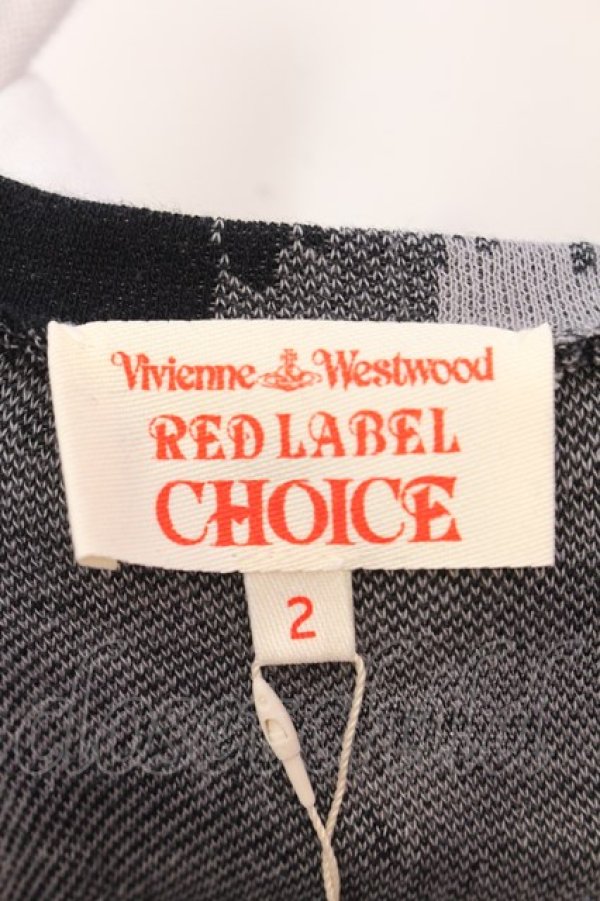 Vivienne Westwood
RED LABEL
CHOICE
2